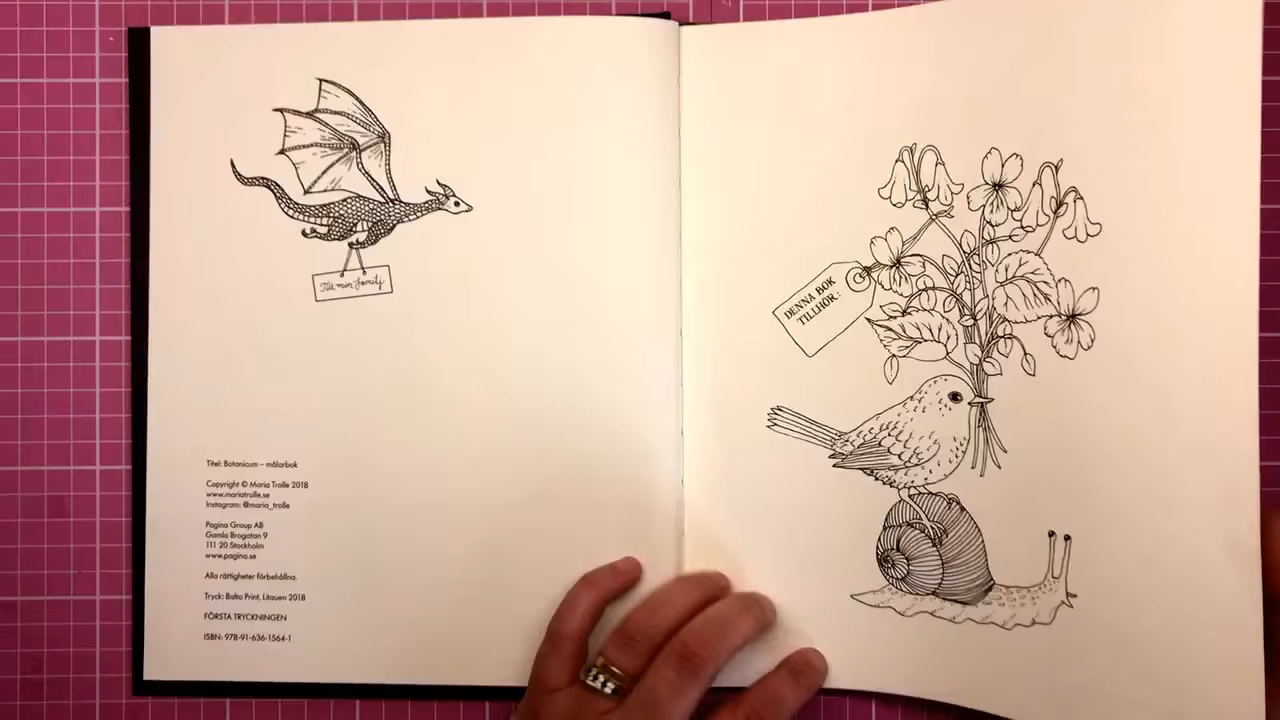 Till min familj
Titel: Botanicum – målarbok
Copyright © Maria Trolle 2018
www.mariatrolle.se
Instagram: @maria_trolle
Pagina Group AB
Gamla Brogatan 9
111 20 Stockholm
www.pagina.se
Alla rättigheter förbehållna.
Tryck: Balto Print, Litauen 2018
FÖRSTA TRYCKNINGEN
ISBN: 978-91-636-1564-1
DENNA BOK
TILLHÖR: